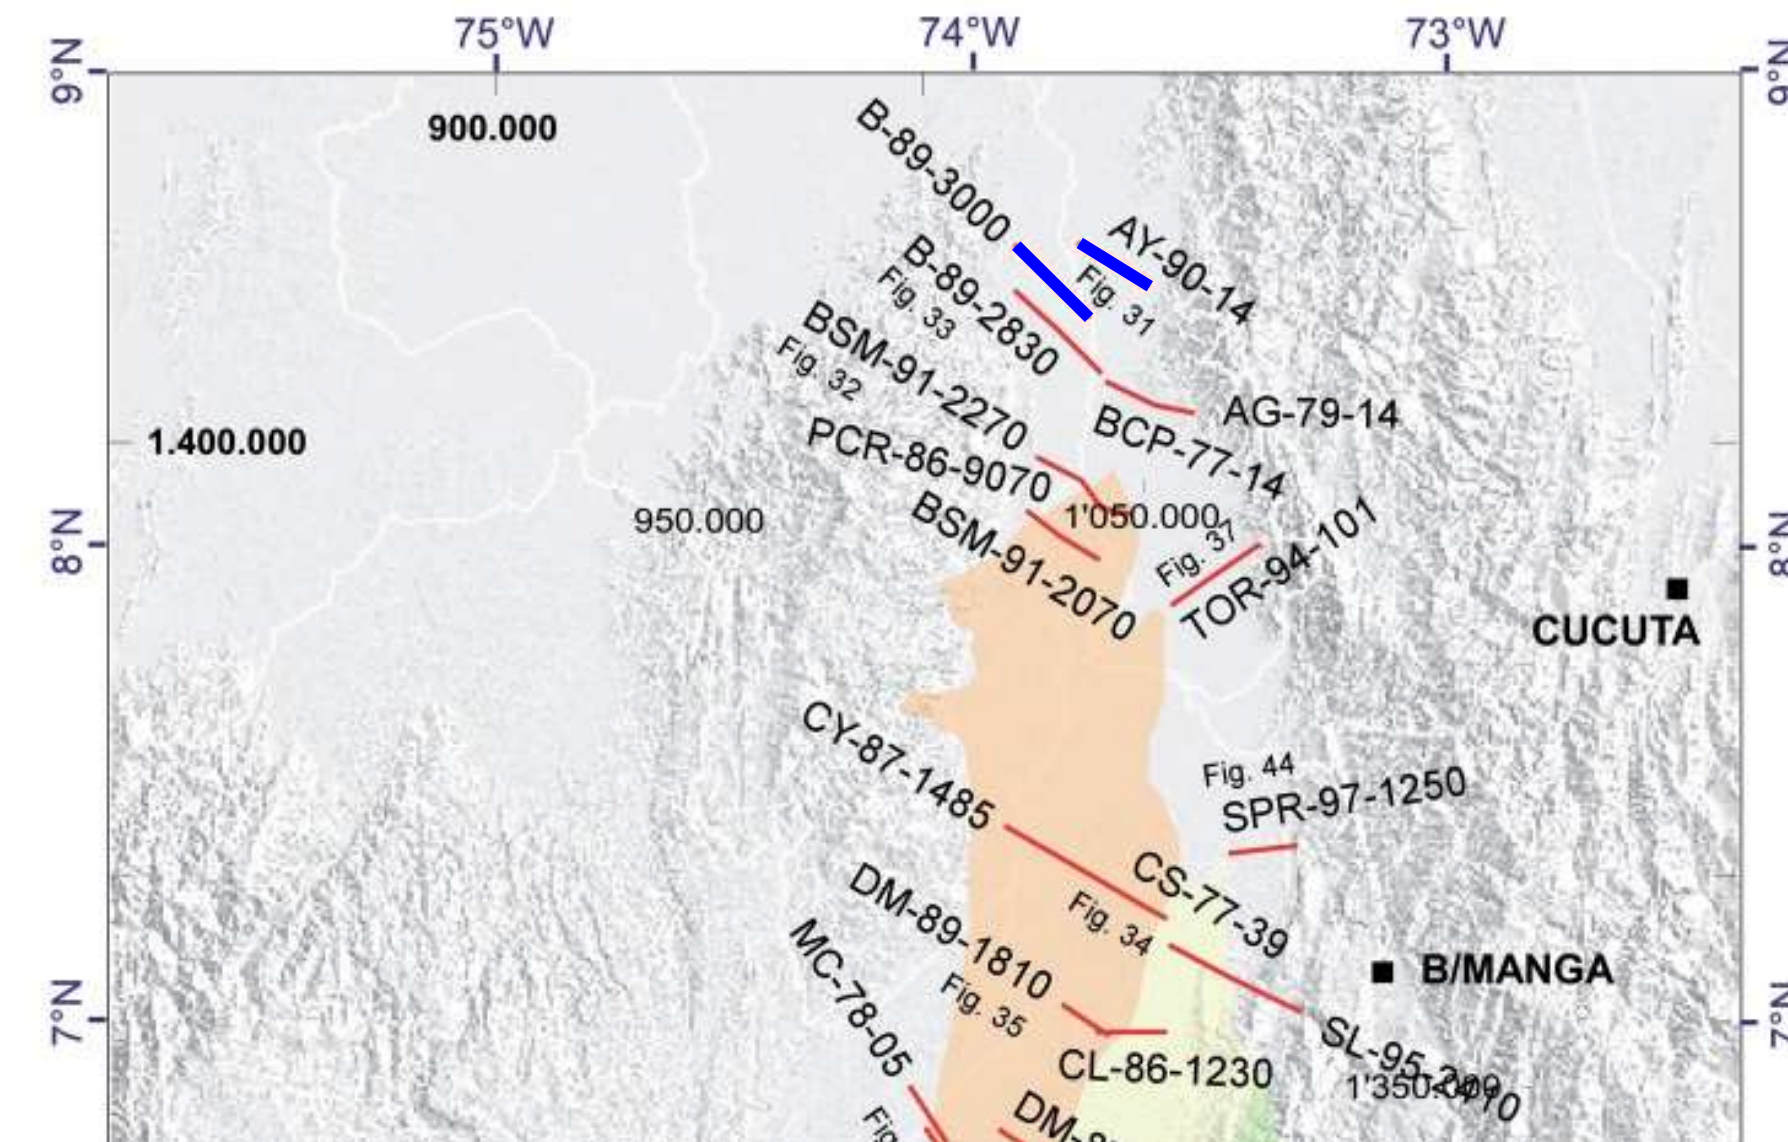 75°W
74°W
73°W
9°N
9°N
900.000
B-89-3000
AY-90-14
Fig. 31
B-89-2830
Fig. 33
BSM-91-2270
Fig. 32
AG-79-14
BCP-77-14
1.400.000
PCR-86-9070
950.000
1'050.000
BSM-91-2070
Fig. 37
TOR-94-101
8°N
8°N
CUCUTA
CY-87-1485
Fig. 44
SPR-97-1250
CS-77-39
Fig. 34
DM-89-1810
Fig. 35
B/MANGA
MC-78-05
7°N
7°N
CL-86-1230
SL-95-
Fig.